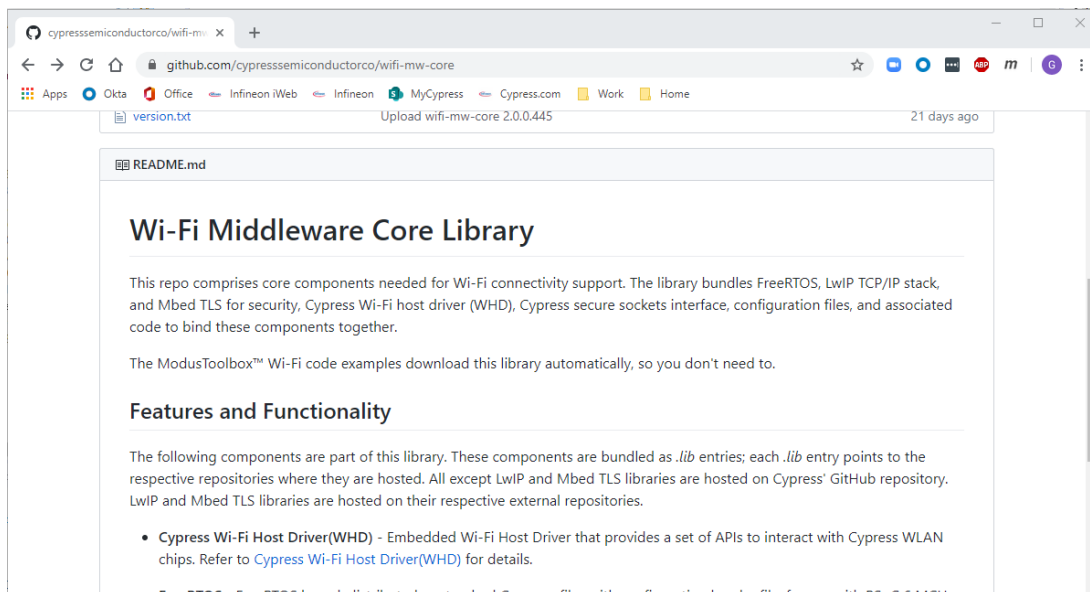 cypresssemiconductorco/wifi-mw
github.com/cypresssemiconductorco/wifi-mw-core
ABP
m
G
Apps Okta Office Infineon iWeb Infineon MyCypress Cypress.com Work Home
version.txt Upload wifi-mw-core 2.0.0.445 21 days ago
README.md
Wi-Fi Middleware Core Library
This repo comprises core components needed for Wi-Fi connectivity support. The library bundles FreeRTOS, LwIP TCP/IP stack,
and Mbed TLS for security, Cypress Wi-Fi host driver (WHD), Cypress secure sockets interface, configuration files, and associated
code to bind these components together.
The ModusToolbox™ Wi-Fi code examples download this library automatically, so you don't need to.
Features and Functionality
The following components are part of this library. These components are bundled as .lib entries; each .lib entry points to the
respective repositories where they are hosted. All except LwIP and Mbed TLS libraries are hosted on Cypress' GitHub repository.
LwIP and Mbed TLS libraries are hosted on their respective external repositories.
• Cypress Wi-Fi Host Driver(WHD) - Embedded Wi-Fi Host Driver that provides a set of APIs to interact with Cypress WLAN
chips. Refer to Cypress Wi-Fi Host Driver(WHD) for details.